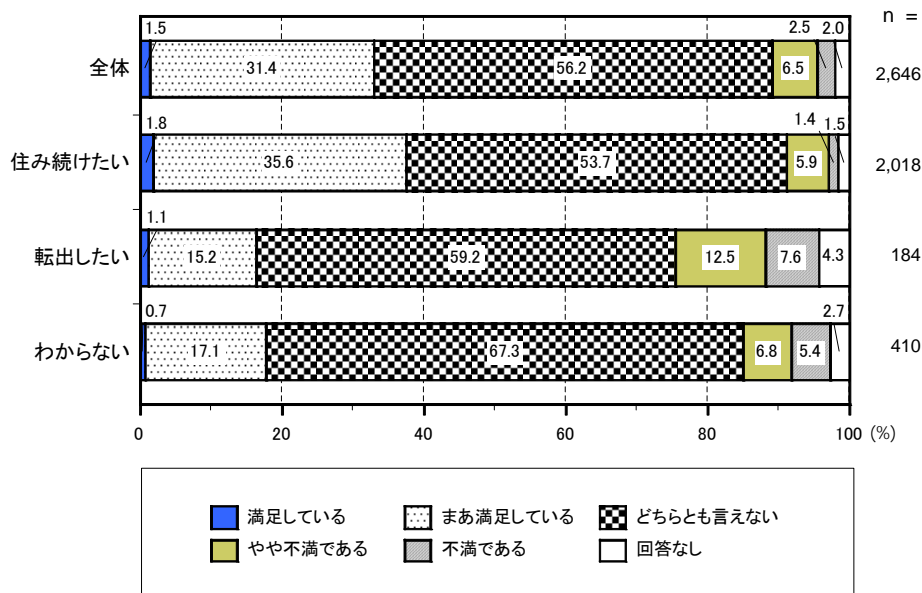 n =
1.5 2.5 2.0
全体 31.4 56.2 6.5 2,646
1.8 1.4 1.5
住み続けたい 35.6 53.7 5.9 2,018
1.1
転出したい 15.2 59.2 12.5 7.6 4.3 184
0.7 2.7
わからない 17.1 67.3 6.8 5.4 410
0 20 40 60 80 100 (%)
満足している まあ満足している どちらとも言えない
やや不満である 不満である 回答なし